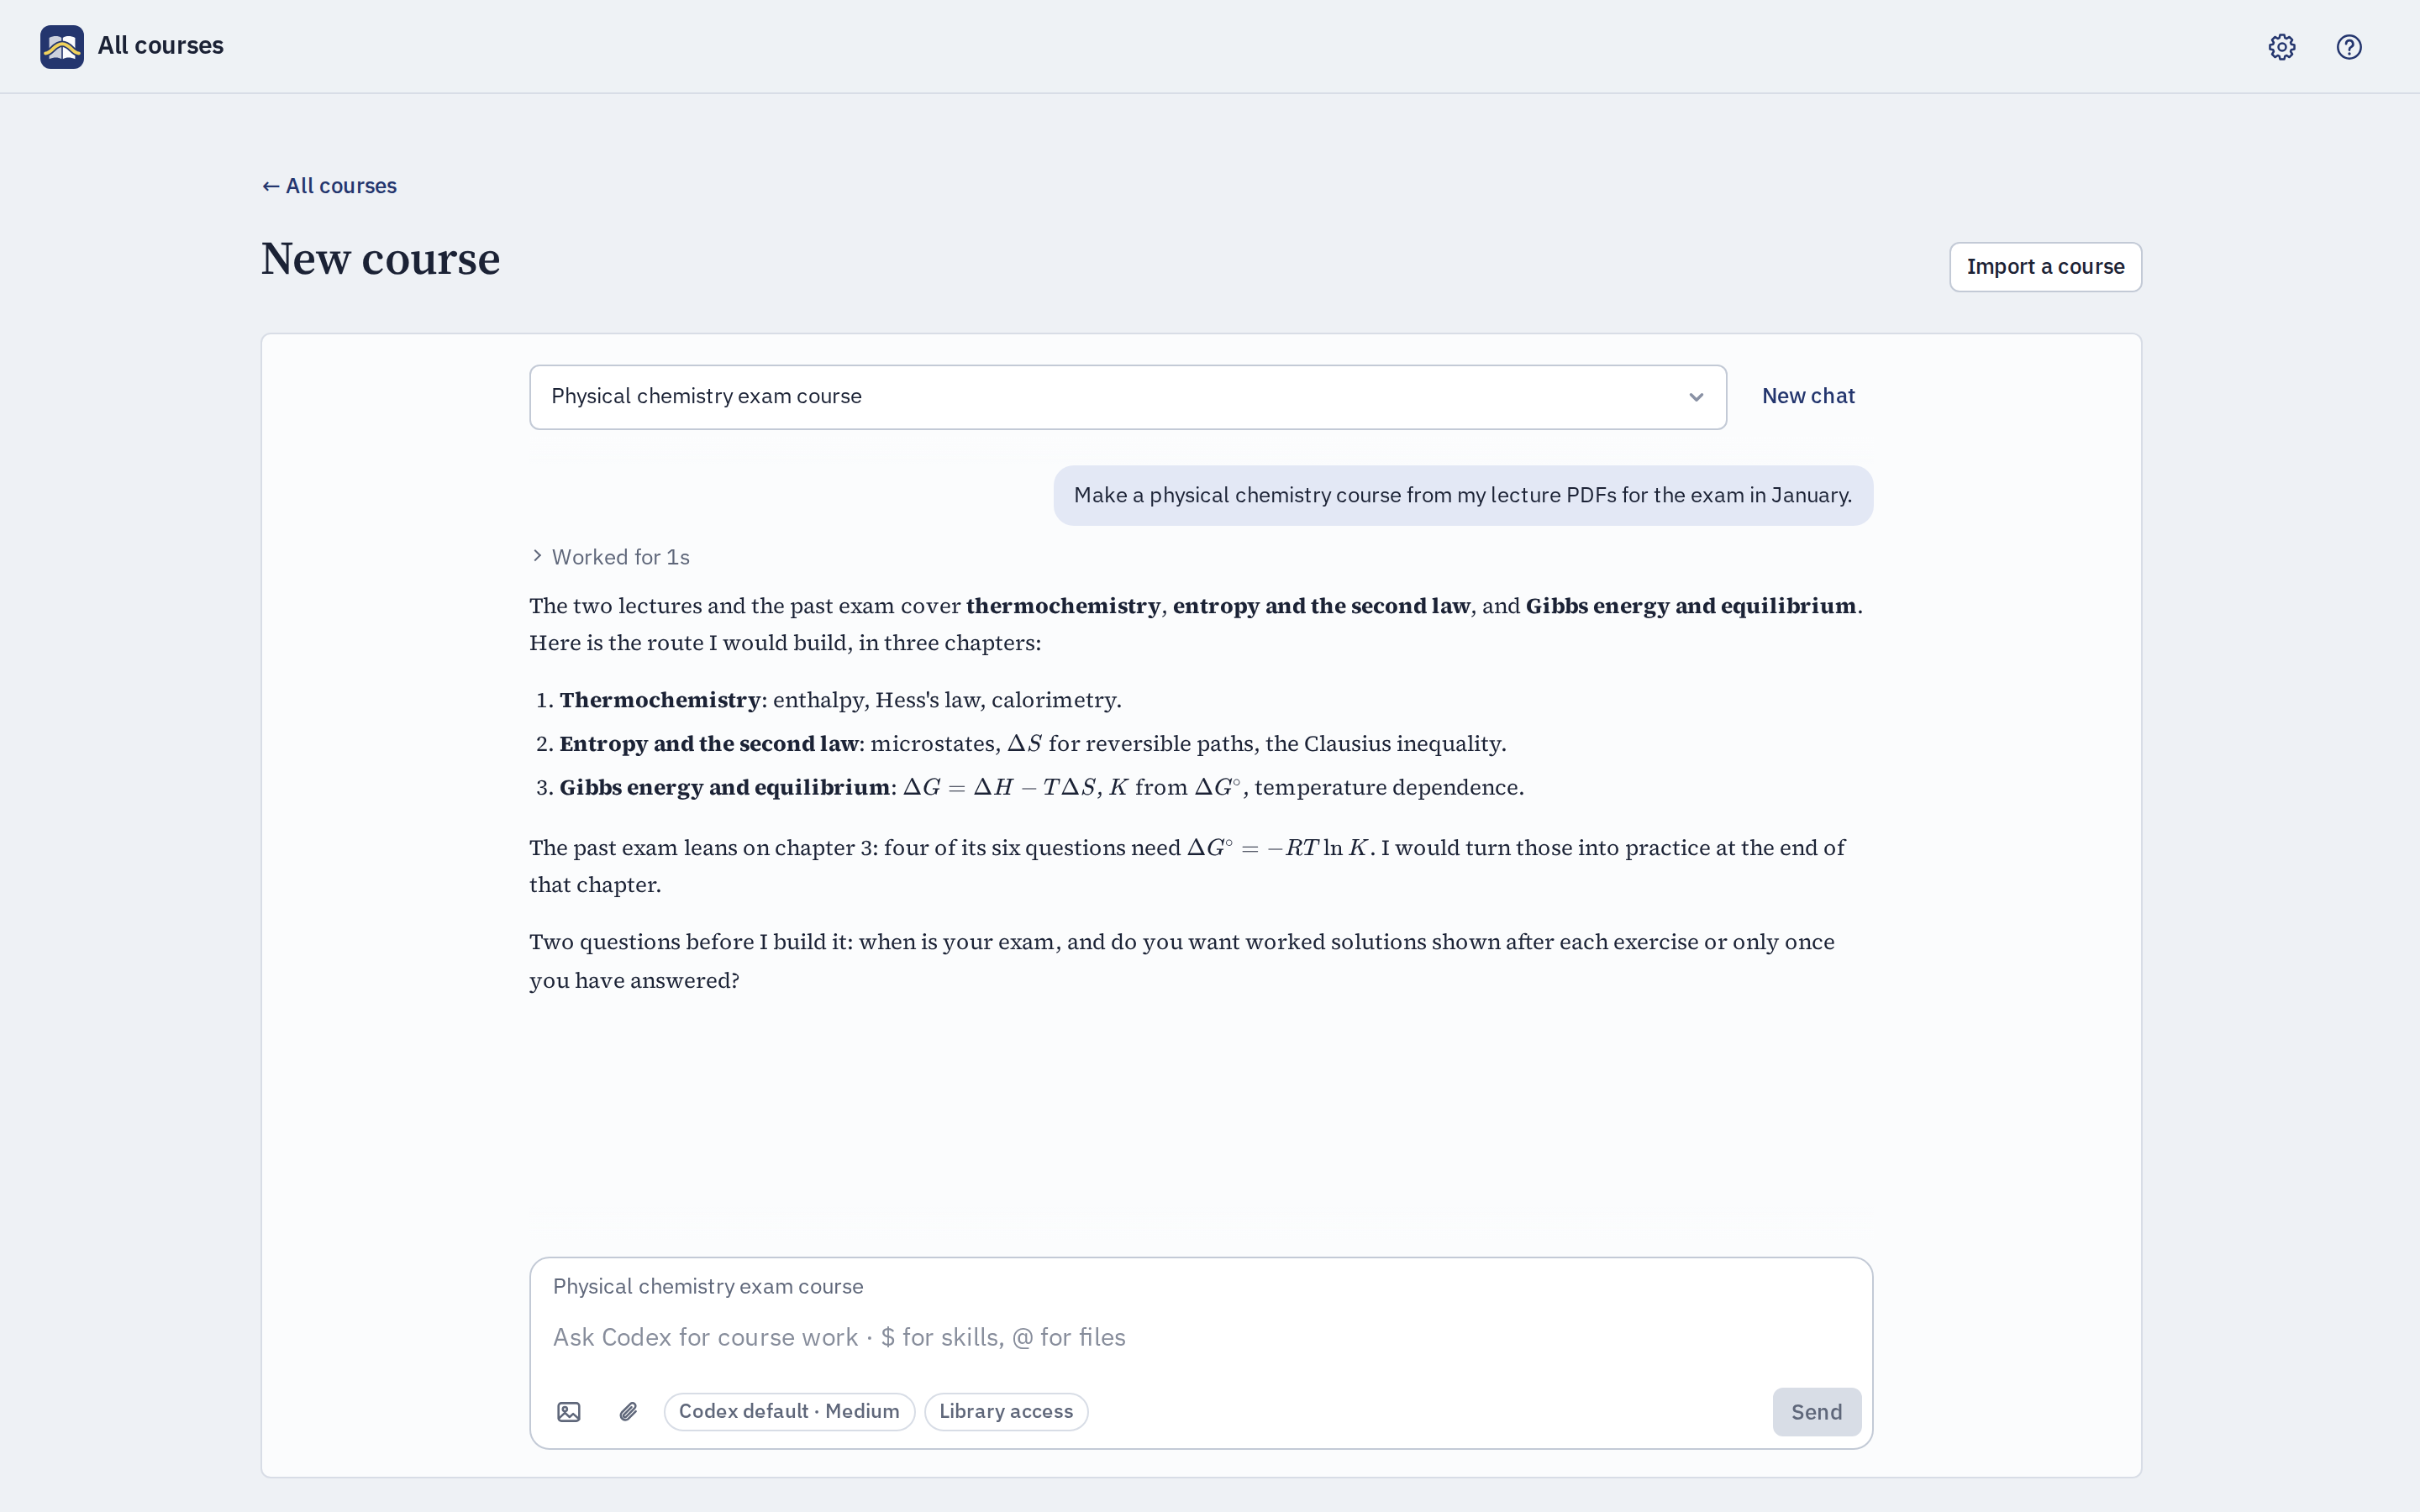 All courses
← All courses
New course
Import a course
Physical chemistry exam course
New chat
Make a physical chemistry course from my lecture PDFs for the exam in January.
Worked for 1s
The two lectures and the past exam cover thermochemistry, entropy and the second law, and Gibbs energy and equilibrium.
Here is the route I would build, in three chapters:
1. Thermochemistry: enthalpy, Hess's law, calorimetry.
2. Entropy and the second law: microstates, ΔS for reversible paths, the Clausius inequality.
3. Gibbs energy and equilibrium: ΔG = ΔH − TΔS, K from ΔG°, temperature dependence.
The past exam leans on chapter 3: four of its six questions need ΔG° = −RT ln K. I would turn those into practice at the end of
that chapter.
Two questions before I build it: when is your exam, and do you want worked solutions shown after each exercise or only once
you have answered?
Physical chemistry exam course
Ask Codex for course work · $ for skills, @ for files
Codex default · Medium
Library access
Send